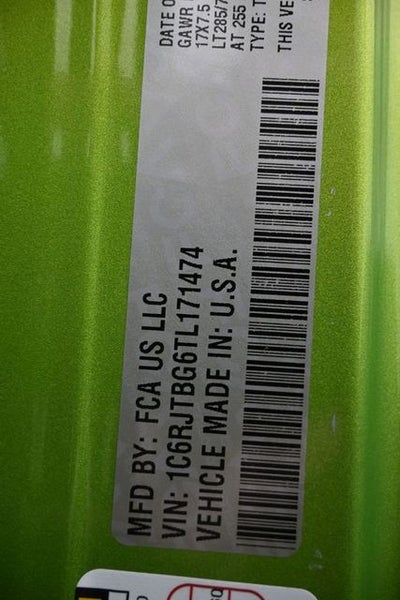 MFD BY: FCA US LLC
VIN: 1C6RJTBG6TL171474
VEHICLE MADE IN: U.S.A.
DATE O
GAWR
17X7.5
LT285/7
AT 255
TYPE: T
THIS VE